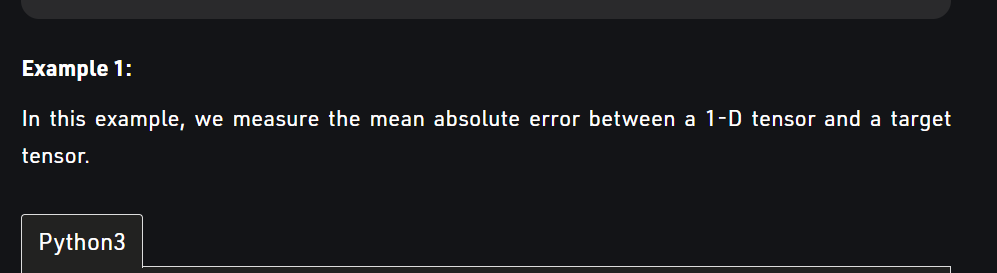 Example 1:
In this example, we measure the mean absolute error between a 1-D tensor and a target
tensor.
Python3